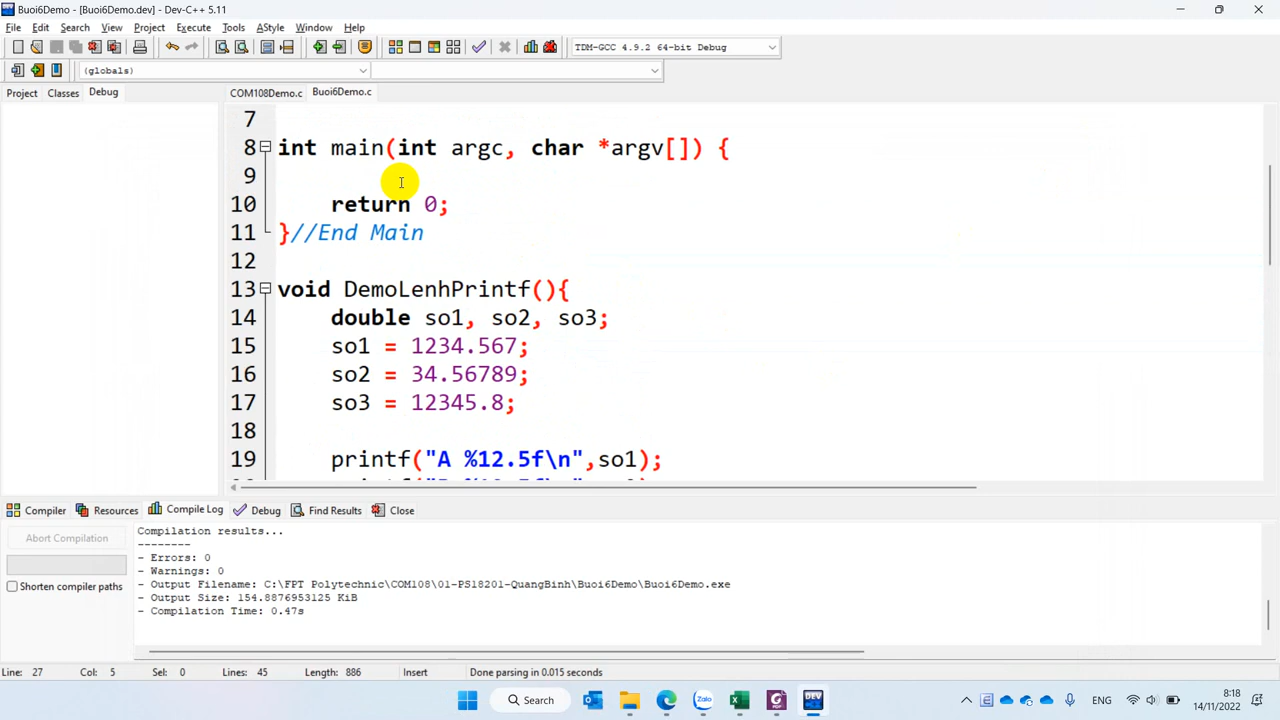 Buoi6Demo - [Buoi6Demo.dev] - Dev-C++ 5.11
File Edit Search View Project Execute Tools AStyle Window Help
TDM-GCC 4.9.2 64-bit Debug
(globals)
Project Classes Debug COM108Demo.c Buoi6Demo.c
7
8 int main(int argc, char *argv[]) {
9
10 return 0;
11 }//End Main
12
13 void DemoLenhPrintf(){
14 double so1, so2, so3;
15 so1 = 1234.567;
16 so2 = 34.56789;
17 so3 = 12345.8;
18
19 printf("A %12.5f\n",so1);
Compiler Resources Compile Log Debug Find Results Close
Abort Compilation
Shorten compiler paths
Compilation results...
--------
- Errors: 0
- Warnings: 0
- Output Filename: C:\FPT Polytechnic\COM108\01-PS18201-QuangBinh\Buoi6Demo\Buoi6Demo.exe
- Output Size: 154.8876953125 KiB
- Compilation Time: 0.47s
Line: 27 Col: 5 Sel: 0 Lines: 45 Length: 886 Insert Done parsing in 0.015 seconds
Search Zalo DEV ENG 8:18
14/11/2022